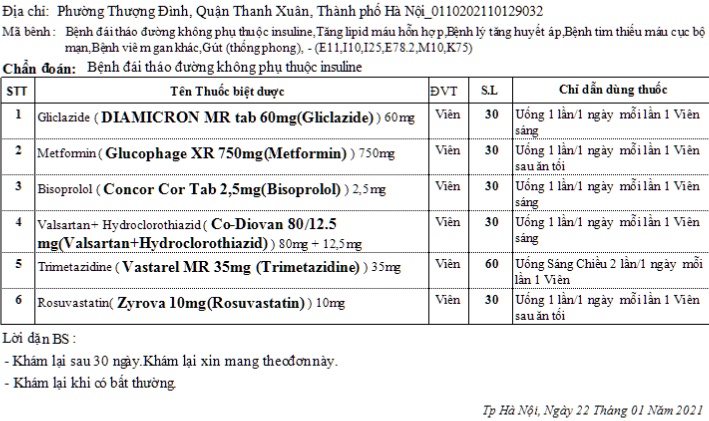 Địa chỉ: Phường Thượng Đình, Quận Thanh Xuân, Thành phố Hà Nội_0110202110129032
Mã bệnh: Bệnh đái tháo đường không phụ thuộc insuline,Tăng lipid máu hỗn hợp,Bệnh lý tăng huyết áp,Bệnh tim thiếu máu cục bộ
mạn,Bệnh viêm gan khác,Gút (thống phong), - (E11,I10,I25,E78.2,M10,K75)
Chẩn đoán: Bệnh đái tháo đường không phụ thuộc insuline
STT Tên Thuốc biệt dược ĐVT S.L Chỉ dẫn dùng thuốc
1 Gliclazide ( DIAMICRON MR tab 60mg(Gliclazide) ) 60mg Viên 30 Uống 1 lần/1 ngày mỗi lần 1 Viên
sáng
2 Metformin( Glucophage XR 750mg(Metformin) ) 750mg Viên 30 Uống 1 lần/1 ngày mỗi lần 1 Viên
sau ăn tối
3 Bisoprolol ( Concor Cor Tab 2,5mg(Bisoprolol) ) 2,5mg Viên 30 Uống 1 lần/1 ngày mỗi lần 1 Viên
sáng
4 Valsartan+ Hydroclorothiazid ( Co-Diovan 80/12.5 Viên 30 Uống 1 lần/1 ngày mỗi lần 1 Viên
mg(Valsartan+Hydroclorothiazid) ) 80mg + 12,5mg sáng
5 Trimetazidine ( Vastarel MR 35mg (Trimetazidine) ) 35mg Viên 60 Uống Sáng Chiều 2 lần/1 ngày mỗi
lần 1 Viên
6 Rosuvastatin( Zyrova 10mg(Rosuvastatin) ) 10mg Viên 30 Uống 1 lần/1 ngày mỗi lần 1 Viên
sau ăn tối
Lời dặn BS :
- Khám lại sau 30 ngày.Khám lại xin mang theo đơn này.
- Khám lại khi có bất thường.
Tp Hà Nội, Ngày 22 Tháng 01 Năm 2021